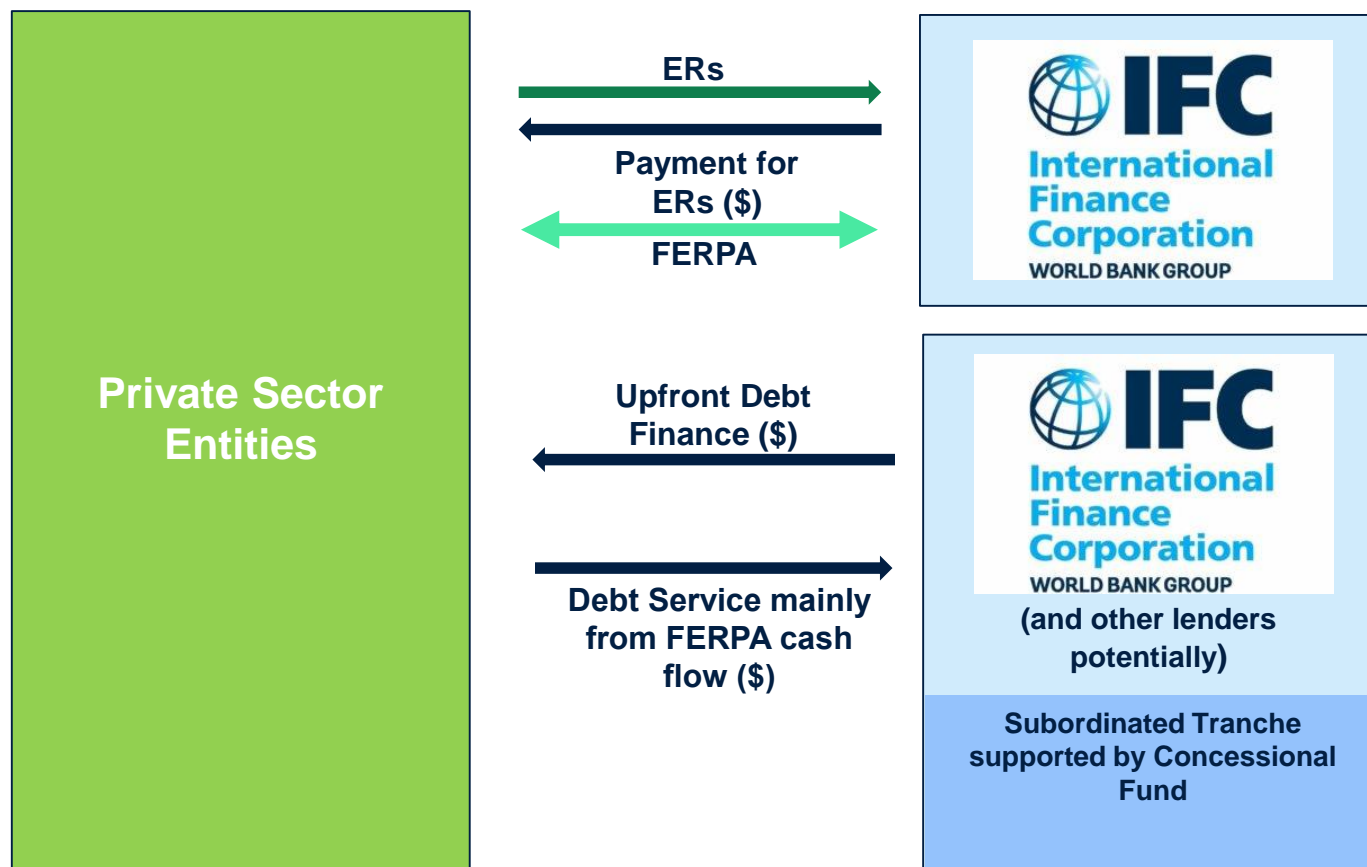 Private Sector
Entities
ERs
Payment for
ERs ($)
FERPA
IFC
International
Finance
Corporation
WORLD BANK GROUP
Upfront Debt
Finance ($)
Debt Service mainly
from FERPA cash
flow ($)
IFC
International
Finance
Corporation
WORLD BANK GROUP
(and other lenders
potentially)
Subordinated Tranche
supported by Concessional
Fund